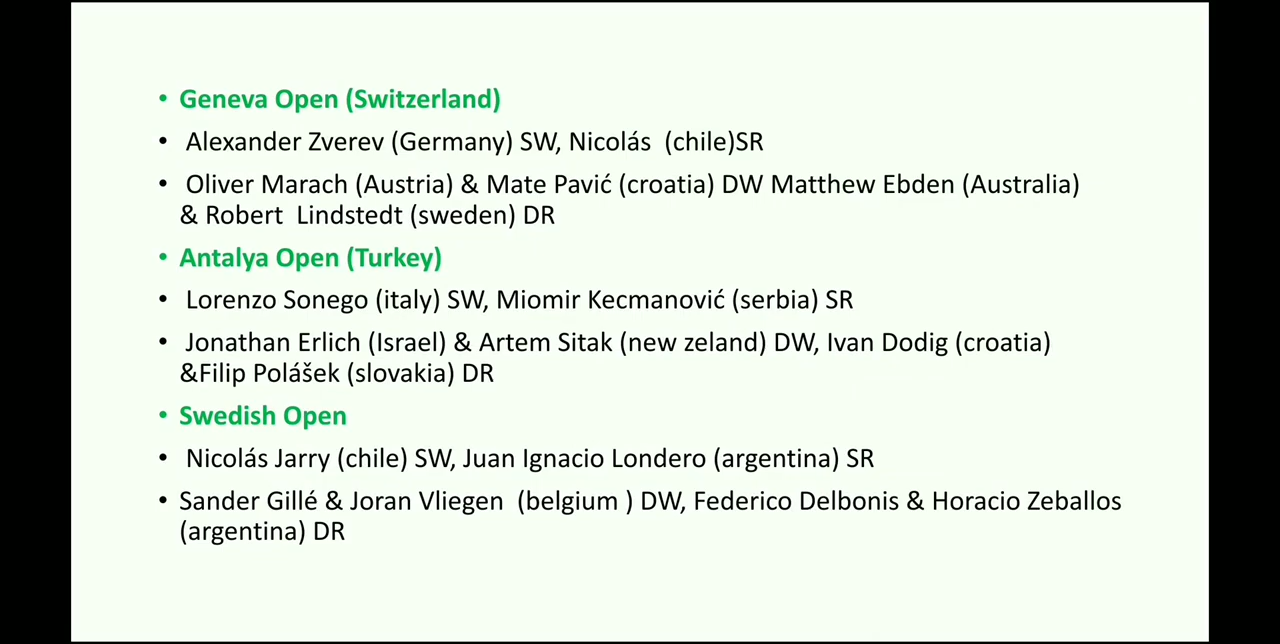 • Geneva Open (Switzerland)
• Alexander Zverev (Germany) SW, Nicolás (chile)SR
• Oliver Marach (Austria) & Mate Pavić (croatia) DW Matthew Ebden (Australia)
& Robert Lindstedt (sweden) DR
• Antalya Open (Turkey)
• Lorenzo Sonego (italy) SW, Miomir Kecmanović (serbia) SR
• Jonathan Erlich (Israel) & Artem Sitak (new zeland) DW, Ivan Dodig (croatia)
&Filip Polášek (slovakia) DR
• Swedish Open
• Nicolás Jarry (chile) SW, Juan Ignacio Londero (argentina) SR
• Sander Gillé & Joran Vliegen (belgium ) DW, Federico Delbonis & Horacio Zeballos
(argentina) DR